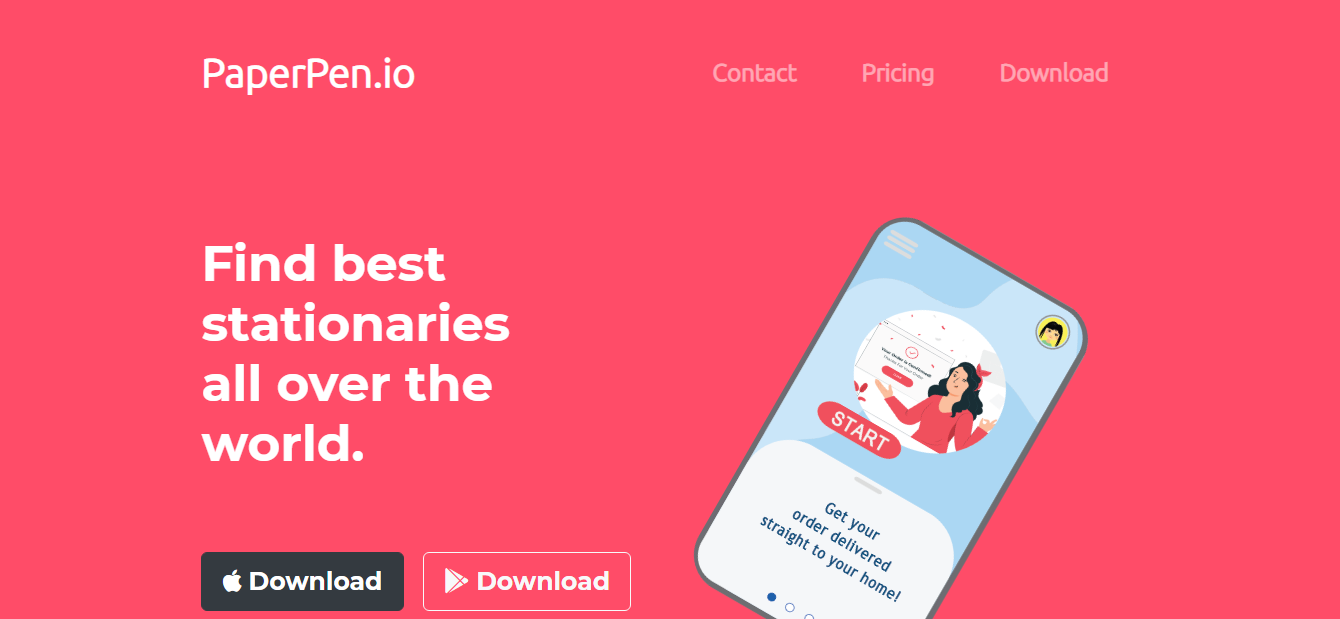 PaperPen.io
Contact
Pricing
Download
Find best
stationaries
all over the
world.
Download
Download
START
Get your
order delivered
straight to your home!